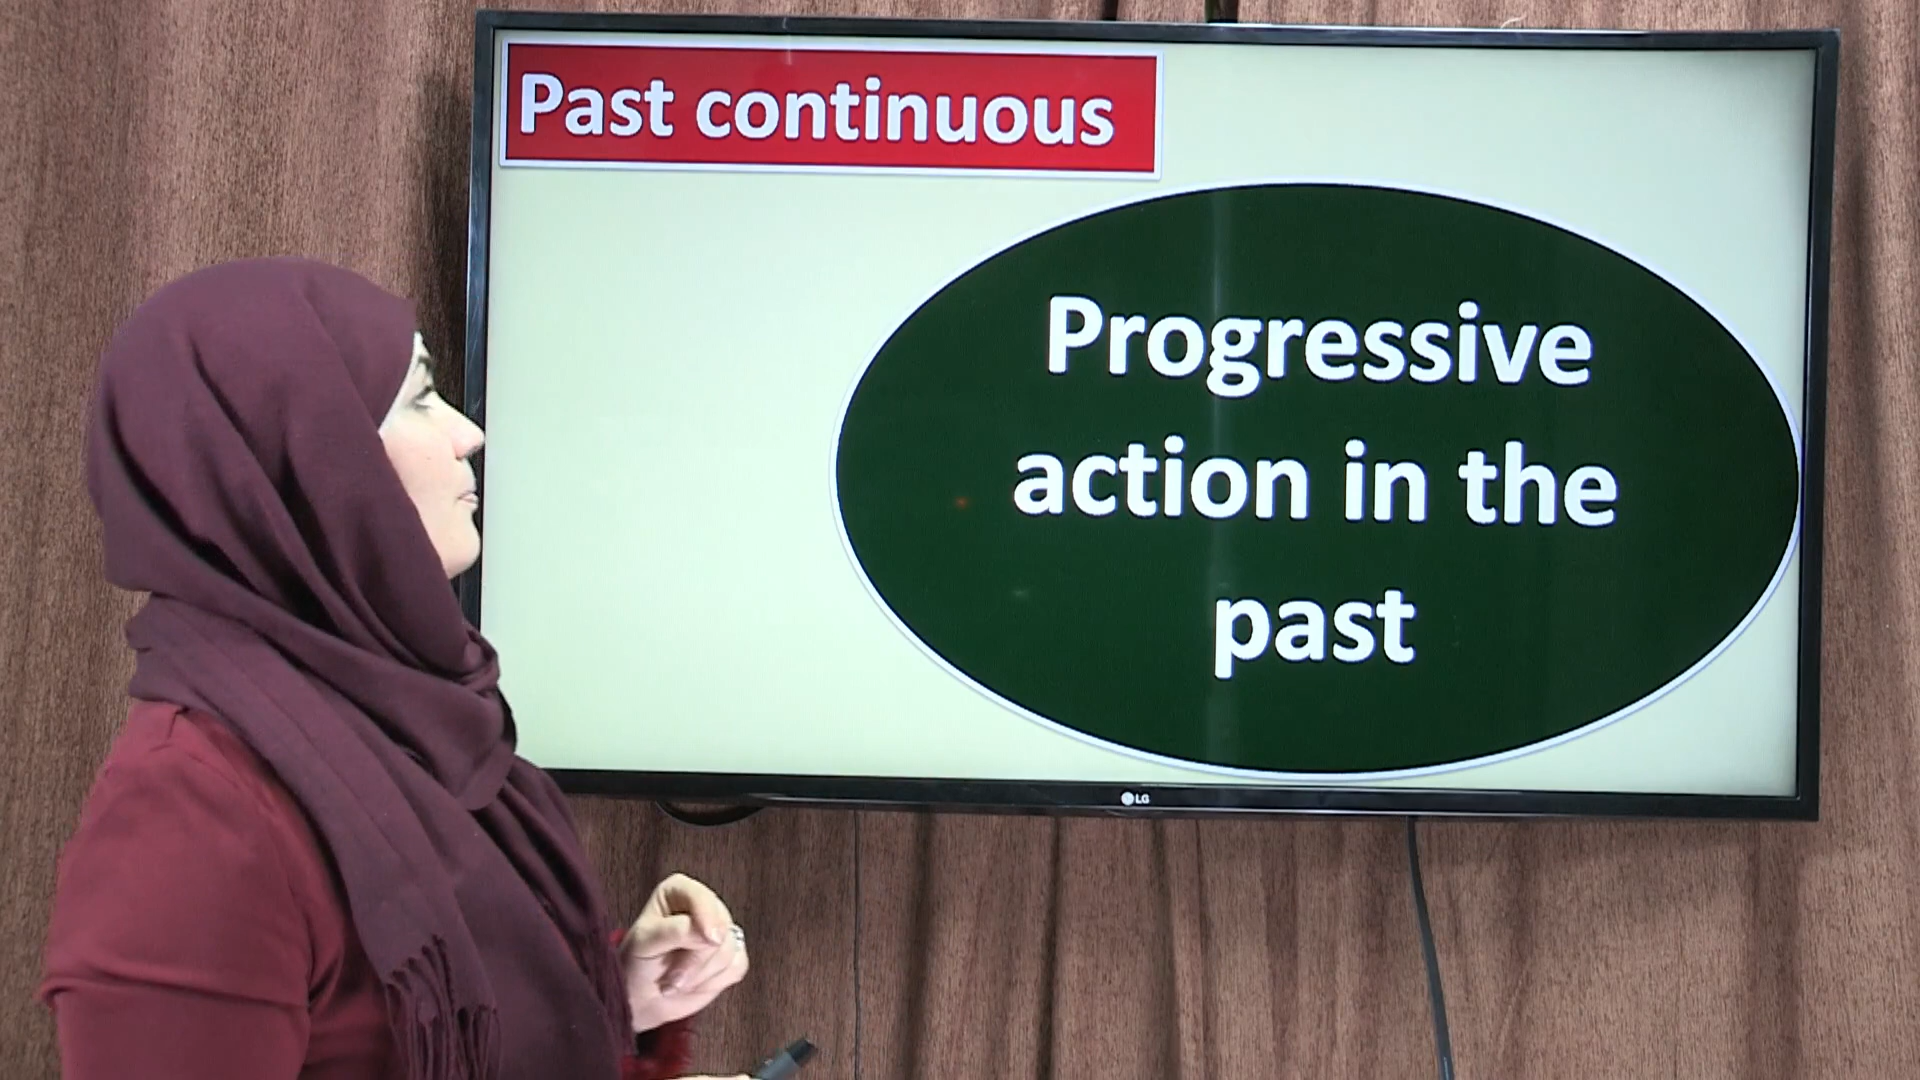 Past continuous
Progressive
action in the
past
LG